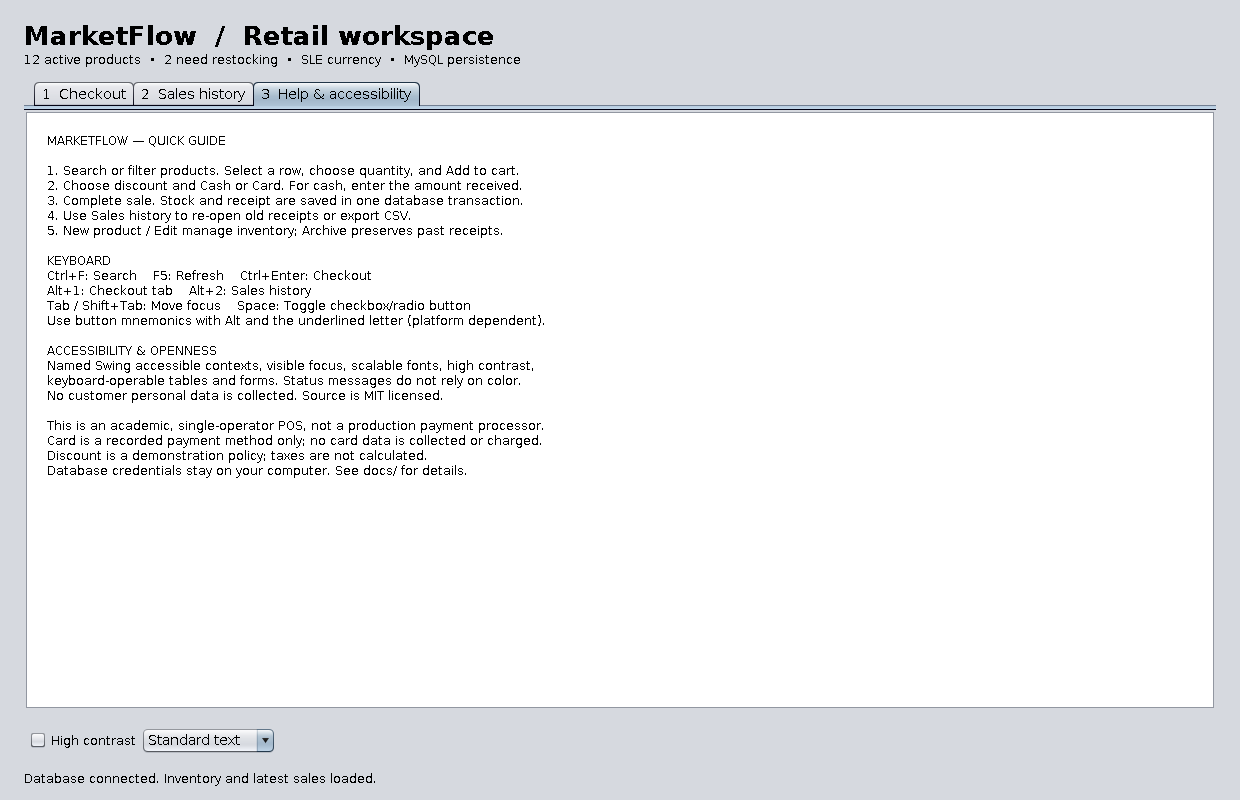 MarketFlow / Retail workspace
12 active products • 2 need restocking • SLE currency • MySQL persistence
1 Checkout 2 Sales history 3 Help & accessibility
MARKETFLOW — QUICK GUIDE
1. Search or filter products. Select a row, choose quantity, and Add to cart.
2. Choose discount and Cash or Card. For cash, enter the amount received.
3. Complete sale. Stock and receipt are saved in one database transaction.
4. Use Sales history to re-open old receipts or export CSV.
5. New product / Edit manage inventory; Archive preserves past receipts.
KEYBOARD
Ctrl+F: Search F5: Refresh Ctrl+Enter: Checkout
Alt+1: Checkout tab Alt+2: Sales history
Tab / Shift+Tab: Move focus Space: Toggle checkbox/radio button
Use button mnemonics with Alt and the underlined letter (platform dependent).
ACCESSIBILITY & OPENNESS
Named Swing accessible contexts, visible focus, scalable fonts, high contrast,
keyboard-operable tables and forms. Status messages do not rely on color.
No customer personal data is collected. Source is MIT licensed.
This is an academic, single-operator POS, not a production payment processor.
Card is a recorded payment method only; no card data is collected or charged.
Discount is a demonstration policy; taxes are not calculated.
Database credentials stay on your computer. See docs/ for details.
High contrast Standard text
Database connected. Inventory and latest sales loaded.